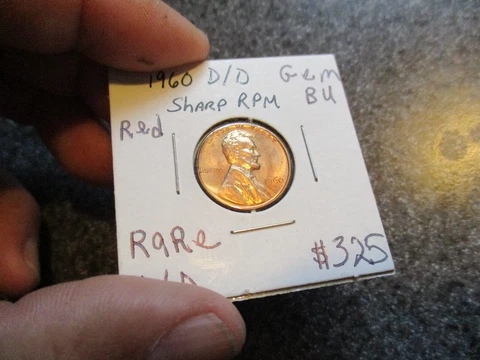 1960 D/D Gem
Sharp RPM BU
Red
RaRe
$325